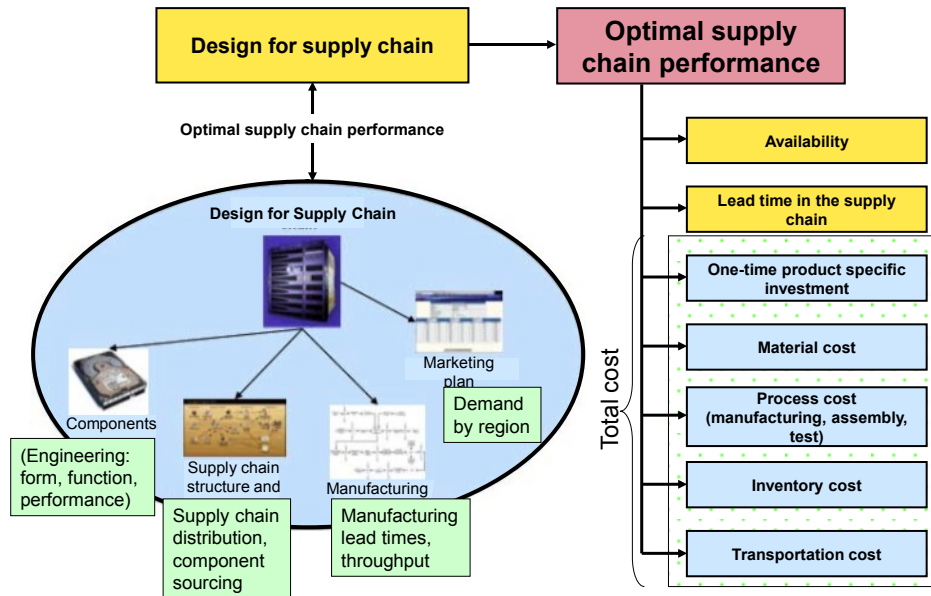 Design for supply chain
Optimal supply
chain performance
Optimal supply chain performance
Availability
Lead time in the supply
chain
Design for Supply Chain
One-time product specific
investment
Material cost
Process cost
(manufacturing, assembly,
test)
Inventory cost
Transportation cost
Total cost
Marketing
plan
Demand
by region
Components
(Engineering:
form, function,
performance)
Supply chain
structure and
Supply chain
distribution,
component
sourcing
Manufacturing
Manufacturing
lead times,
throughput